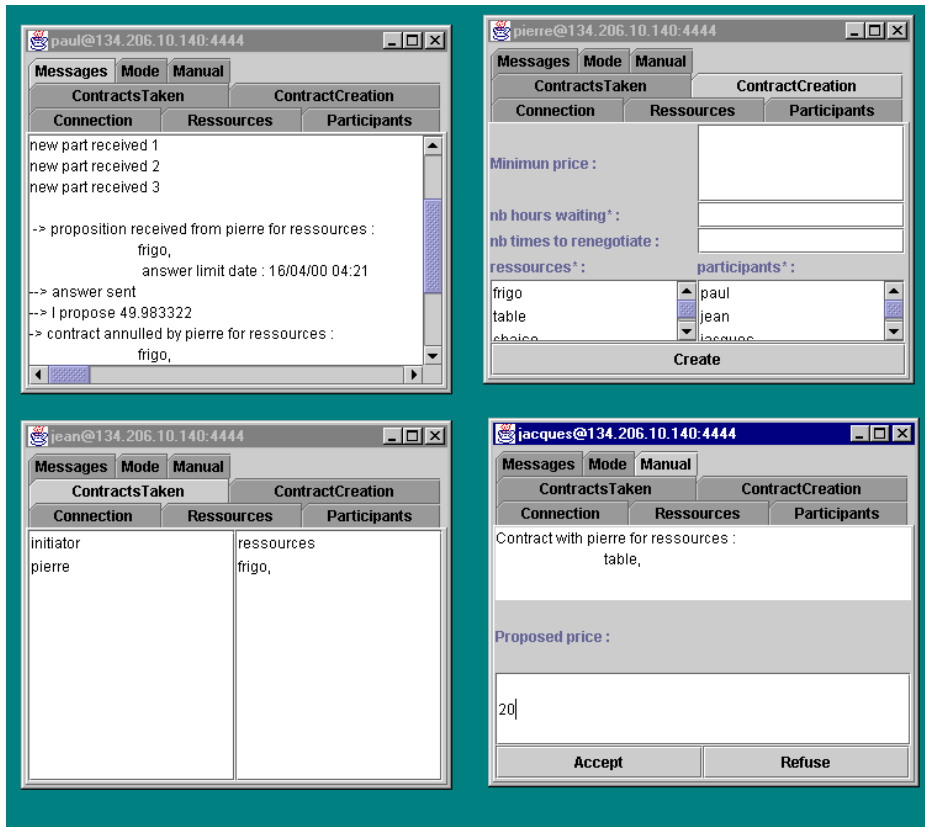 paul@134.206.10.140:4444
Messages Mode Manual
ContractsTaken ContractCreation
Connection Ressources Participants
new part received 1
new part received 2
new part received 3
-> proposition received from pierre for ressources :
frigo,
answer limit date : 16/04/00 04:21
--> answer sent
--> I propose 49.983322
-> contract annulled by pierre for ressources :
frigo,
pierre@134.206.10.140:4444
Messages Mode Manual
ContractsTaken ContractCreation
Connection Ressources Participants
Minimun price :
nb hours waiting* :
nb times to renegotiate :
ressources* : participants* :
frigo paul
table jean
chaise jacques
Create
jean@134.206.10.140:4444
Messages Mode Manual
ContractsTaken ContractCreation
Connection Ressources Participants
initiator ressources
pierre frigo,
jacques@134.206.10.140:4444
Messages Mode Manual
ContractsTaken ContractCreation
Connection Ressources Participants
Contract with pierre for ressources :
table,
Proposed price :
20
Accept Refuse